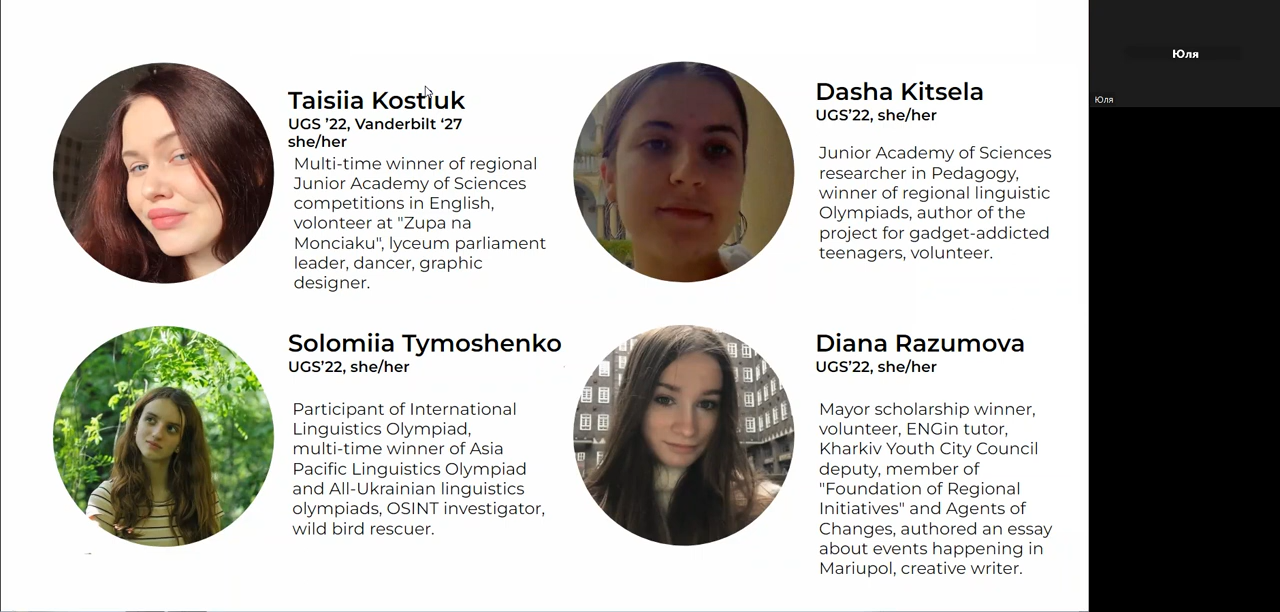 Taisiia Kostiuk
UGS '22, Vanderbilt ‘27
she/her
Multi-time winner of regional
Junior Academy of Sciences
competitions in English,
volonteer at "Zupa na
Monciaku", lyceum parliament
leader, dancer, graphic
designer.
Dasha Kitsela
UGS’22, she/her
Junior Academy of Sciences
researcher in Pedagogy,
winner of regional linguistic
Olympiads, author of the
project for gadget-addicted
teenagers, volunteer.
Solomiia Tymoshenko
UGS’22, she/her
Participant of International
Linguistics Olympiad,
multi-time winner of Asia
Pacific Linguistics Olympiad
and All-Ukrainian linguistics
olympiads, OSINT investigator,
wild bird rescuer.
Diana Razumova
UGS’22, she/her
Mayor scholarship winner,
volunteer, ENGin tutor,
Kharkiv Youth City Council
deputy, member of
"Foundation of Regional
Initiatives" and Agents of
Changes, authored an essay
about events happening in
Mariupol, creative writer.
Юля
Юля